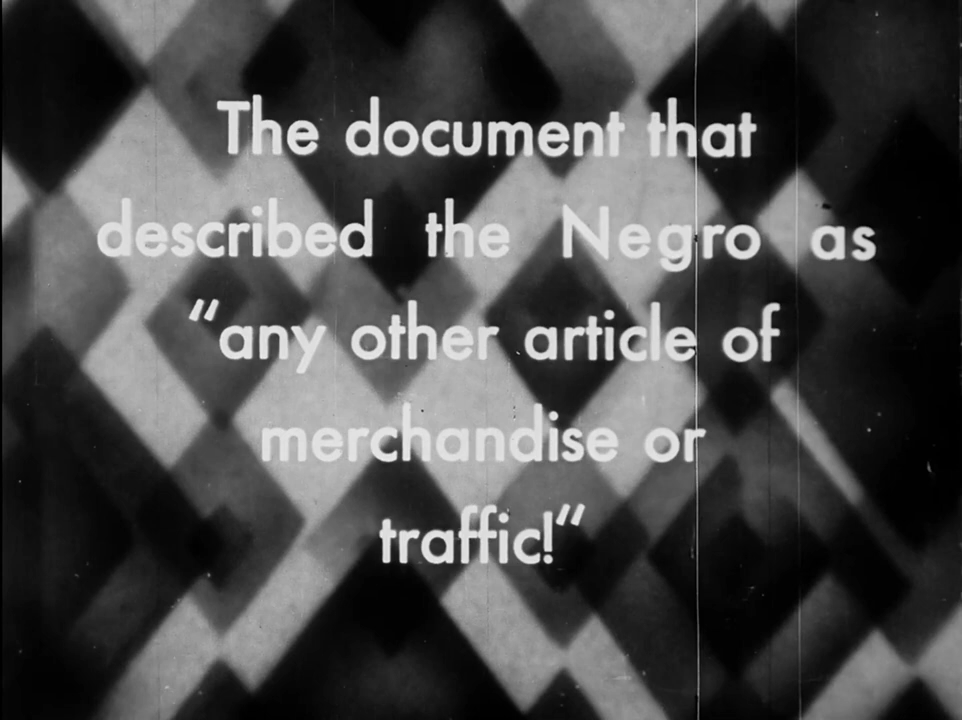 The document that
described the Negro as
“any other article of
merchandise or
traffic!“